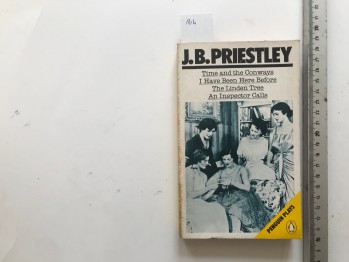 J.B.PRIESTLEY
Time and the Conways
I Have Been Here Before
The Linden Tree
An Inspector Calls
PENGUIN PLAYS